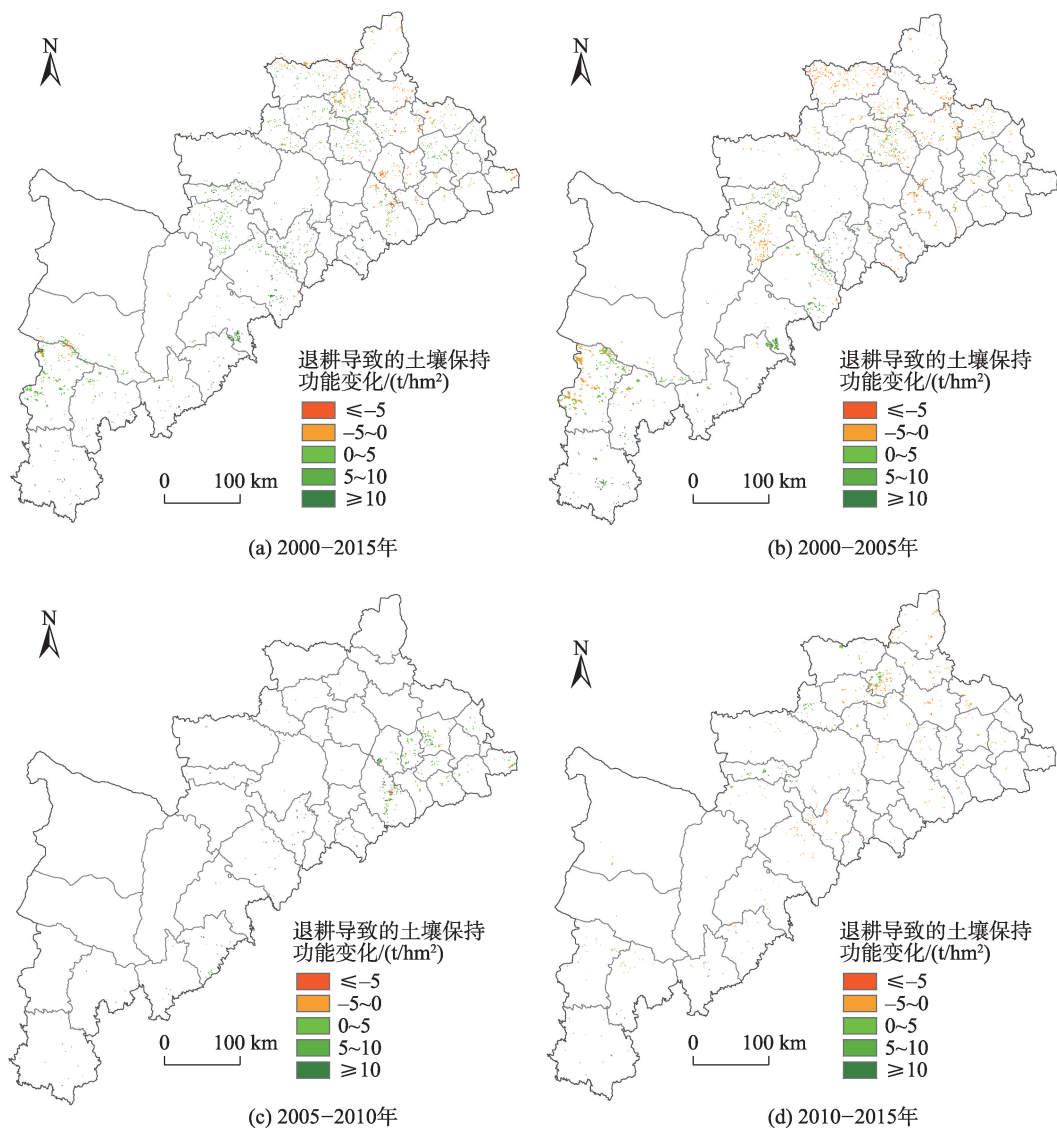 N
退耕导致的土壤保持
功能变化/(t/hm²)
≤–5
–5~0
0~5
5~10
≥10
0 100 km
(a) 2000–2015年
N
退耕导致的土壤保持
功能变化/(t/hm²)
≤–5
–5~0
0~5
5~10
≥10
0 100 km
(b) 2000–2005年
N
退耕导致的土壤保持
功能变化/(t/hm²)
≤–5
–5~0
0~5
5~10
≥10
0 100 km
(c) 2005–2010年
N
退耕导致的土壤保持
功能变化/(t/hm²)
≤–5
–5~0
0~5
5~10
≥10
0 100 km
(d) 2010–2015年